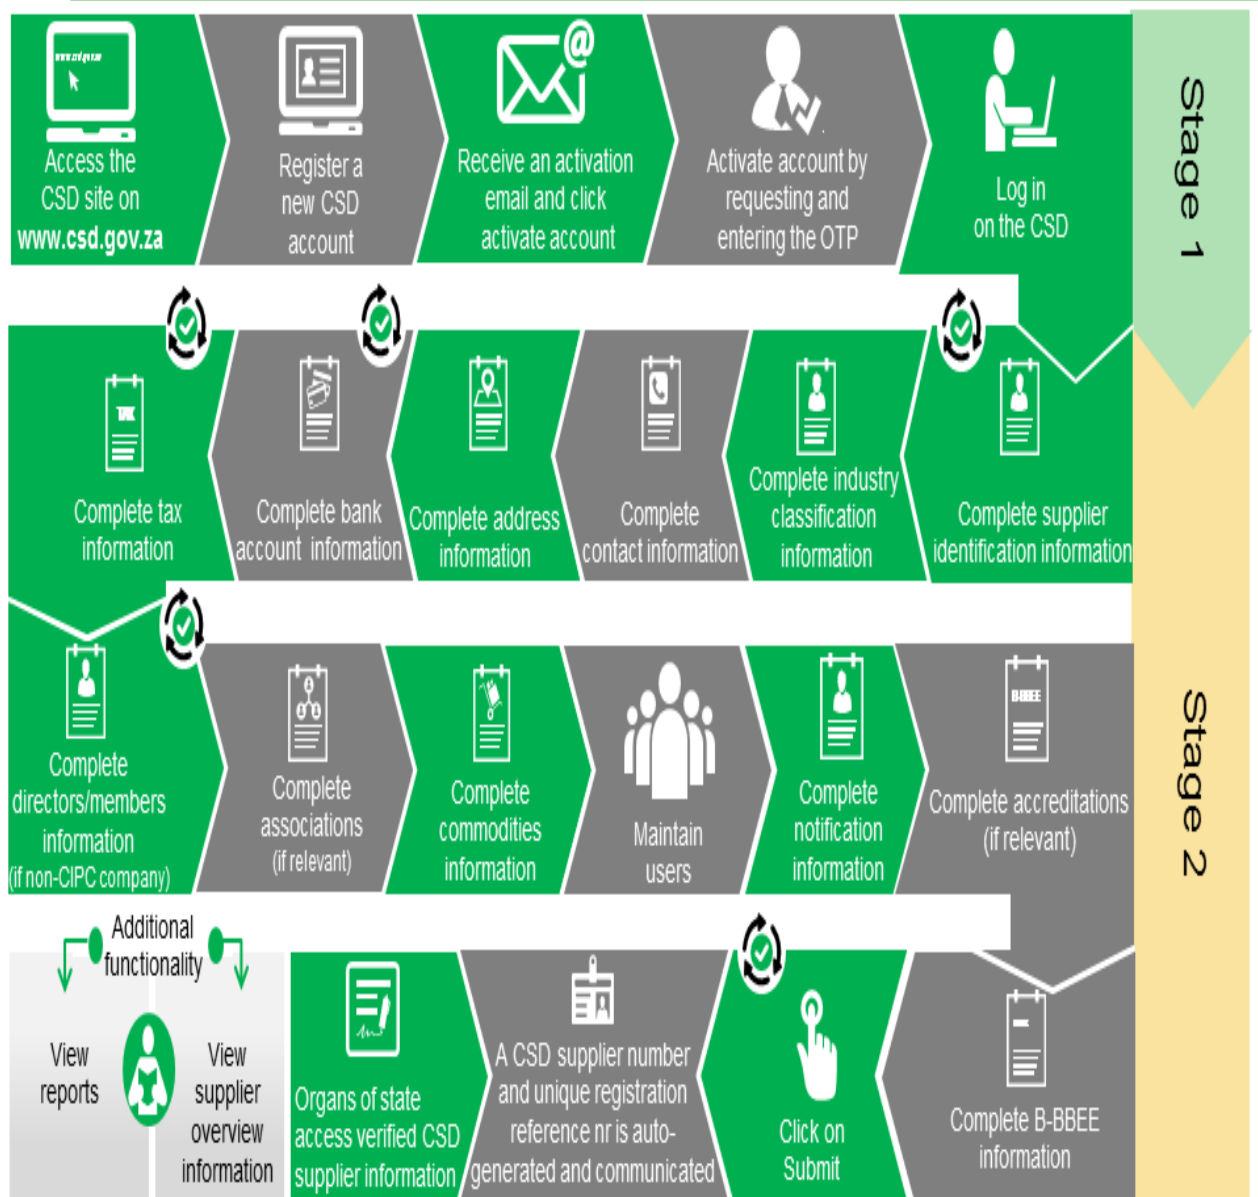 www.csd.gov.za
Access the
CSD site on
www.csd.gov.za
Register a
new CSD
account
@
Receive an activation
email and click
activate account
Activate account by
requesting and
entering the OTP
Log in
on the CSD
Stage 1
Complete supplier
identification information
Complete industry
classification
information
Complete
contact information
Complete address
information
Complete bank
account information
TAX
Complete tax
information
Complete
directors/members
information
(if non-CIPC company)
Complete
associations
(if relevant)
Complete
commodities
information
Maintain
users
Complete
notification
information
B-BBEE
Complete accreditations
(if relevant)
Stage 2
Complete B-BBEE
information
Click on
Submit
A CSD supplier number
and unique registration
reference nr is auto-
generated and communicated
Organs of state
access verified CSD
supplier information
Additional
functionality
View
reports
View
supplier
overview
information